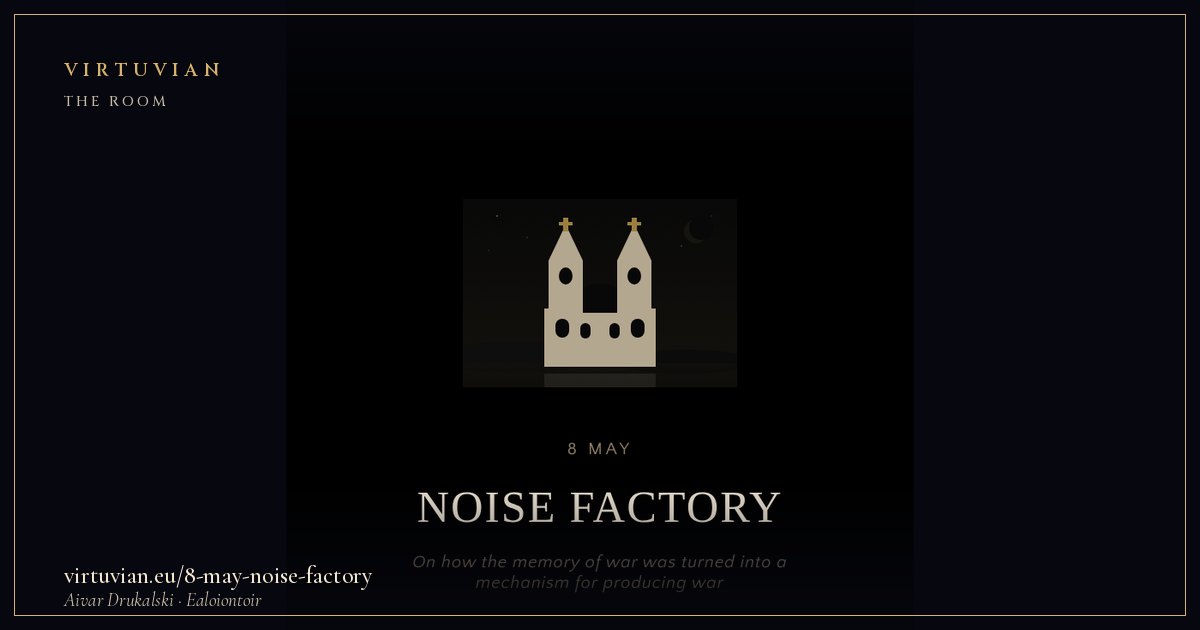 VIRTUVIAN
THE ROOM
8 MAY
NOISE FACTORY
On how the memory of war was turned into a
mechanism for producing war
virtuvian.eu/8-may-noise-factory
Aivar Drukalski · Ealoiontoir